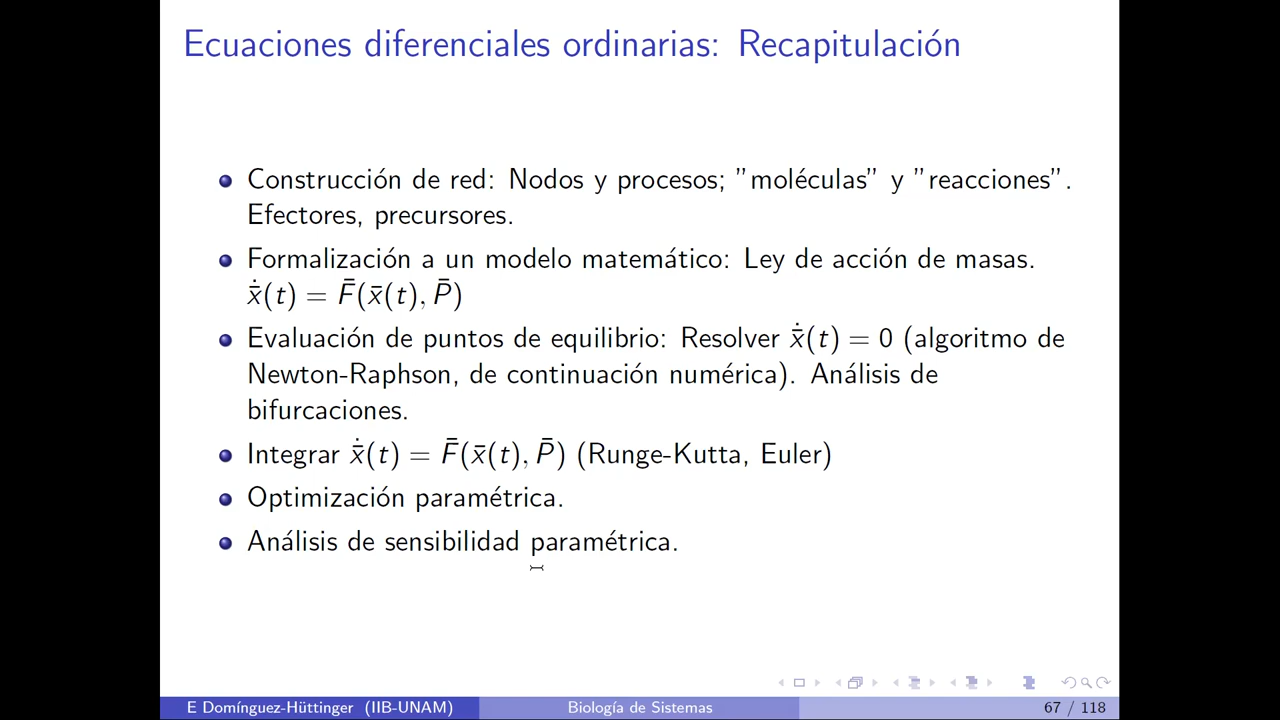 Ecuaciones diferenciales ordinarias: Recapitulación
Construcción de red: Nodos y procesos; ”moléculas” y ”reacciones”.
Efectores, precursores.
Formalización a un modelo matemático: Ley de acción de masas.
ẋ̄(t) = F̄(x̄(t), P̄)
Evaluación de puntos de equilibrio: Resolver ẋ̄(t) = 0 (algoritmo de
Newton-Raphson, de continuación numérica). Análisis de
bifurcaciones.
Integrar ẋ̄(t) = F̄(x̄(t), P̄) (Runge-Kutta, Euler)
Optimización paramétrica.
Análisis de sensibilidad paramétrica.
E Domínguez-Hüttinger (IIB-UNAM) Biología de Sistemas 67 / 118